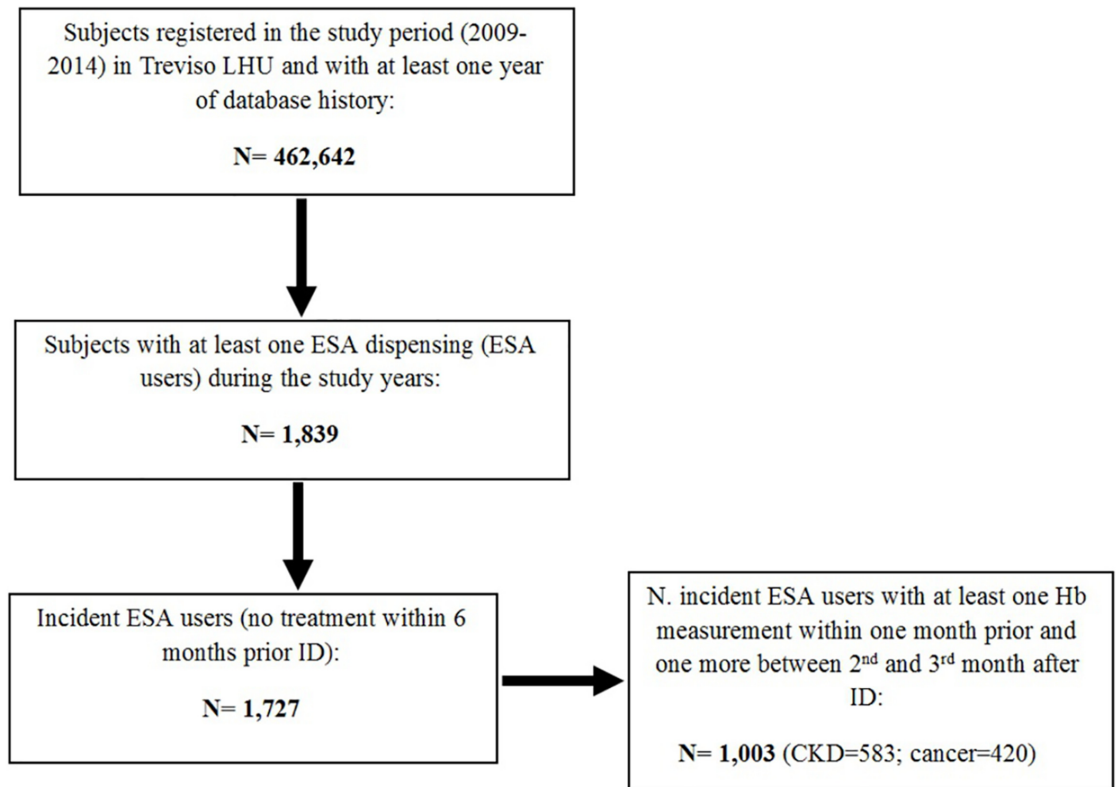 Subjects registered in the study period (2009-
2014) in Treviso LHU and with at least one year
of database history:
N= 462,642
Subjects with at least one ESA dispensing (ESA
users) during the study years:
N= 1,839
Incident ESA users (no treatment within 6
months prior ID):
N= 1,727
N. incident ESA users with at least one Hb
measurement within one month prior and
one more between 2nd and 3rd month after
ID:
N= 1,003 (CKD=583; cancer=420)